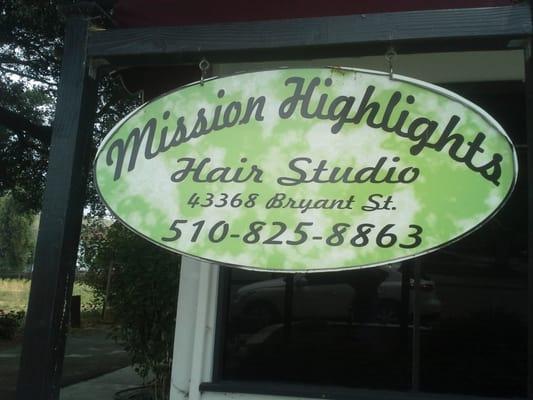 Mission Highlights
Hair Studio
43368 Bryant St.
510-825-8863